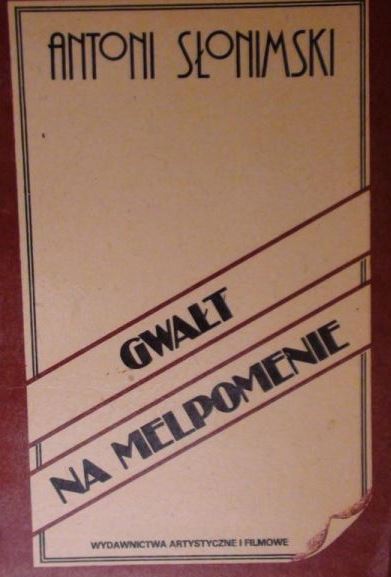 ANTONI SŁONIMSKI
GWAŁT
NA MELPOMENIE
WYDAWNICTWA ARTYSTYCZNE I FILMOWE